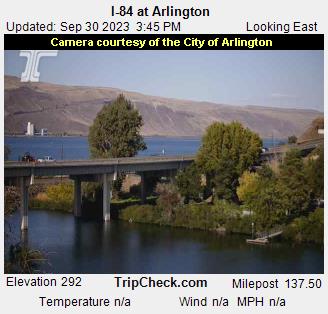 I-84 at Arlington
Updated: Sep 30 2023 3:45 PM Looking East
Camera courtesy of the City of Arlington
Elevation 292 TripCheck.com Milepost 137.50
Temperature n/a Wind n/a MPH n/a